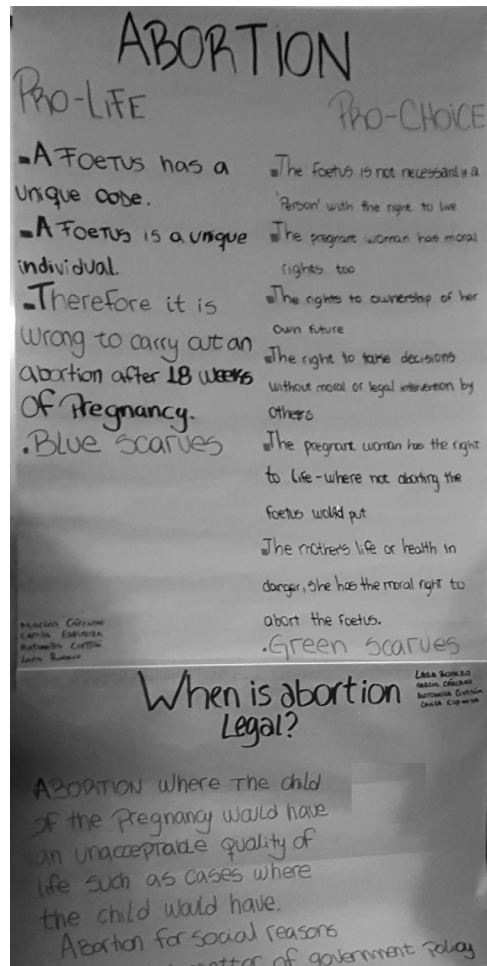 ABORTION
PRO-LIFE
A FOETUS HAS A
UNIQUE CODE.
A FOETUS IS A UNIQUE
individual.
Therefore it is
wrong to carry out an
abortion after 18 weeks
of Pregnancy.
.Blue scarves
PRO-CHOICE
The foetus is not necessarily a
'Person' with the right to live
The pregnant woman has moral
rights too
The rights to ownership of her
own future
The right to take decisions
without moral or legal intervention by
others
The pregnant woman has the right
to life-where not aborting the
foetus would put
The mother's life or health in
danger, she has the moral right to
abort the foetus.
.Green scarves
When is abortion
Legal?
ABORTION where The child
of the Pregnancy would have
an unacceptable quality of
life such as cases where
the child would have.
Abortion for social reasons
of government Policy